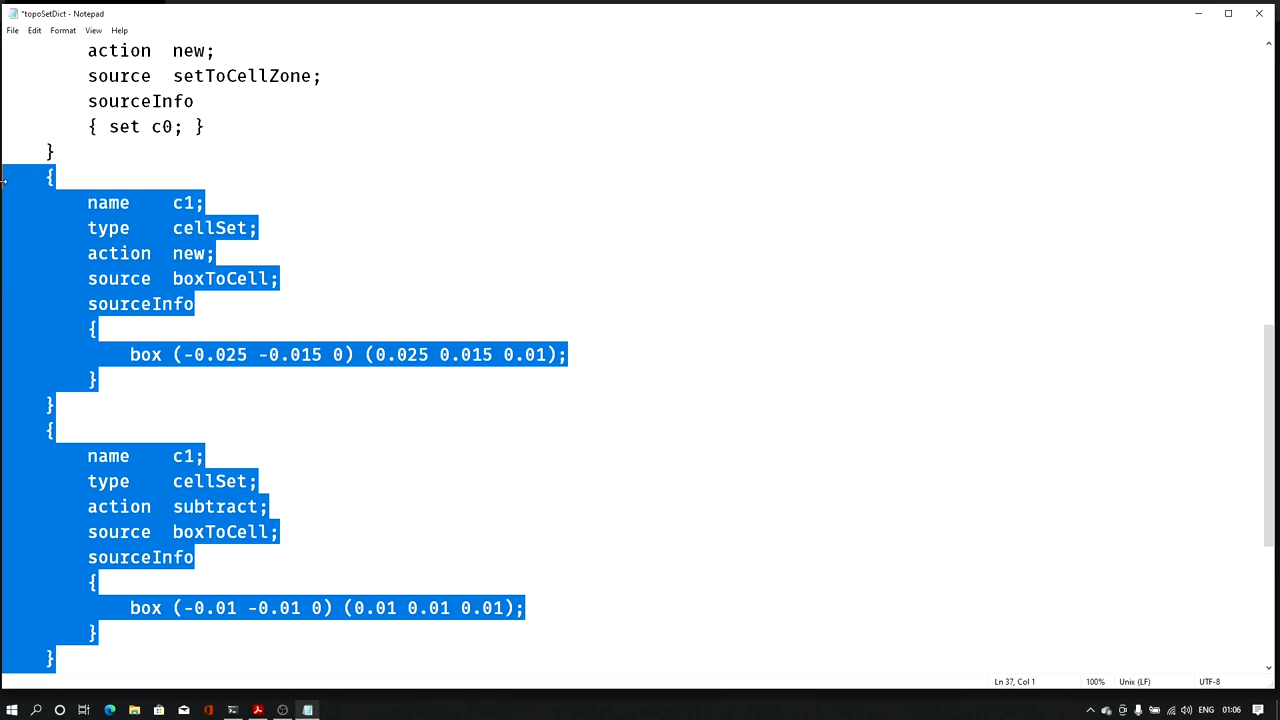 *topoSetDict - Notepad
File Edit Format View Help
action new;
source setToCellZone;
sourceInfo
{ set c0; }
}
{
name c1;
type cellSet;
action new;
source boxToCell;
sourceInfo
{
box (-0.025 -0.015 0) (0.025 0.015 0.01);
}
}
{
name c1;
type cellSet;
action subtract;
source boxToCell;
sourceInfo
{
box (-0.01 -0.01 0) (0.01 0.01 0.01);
}
}
Ln 37, Col 1 100% Unix (LF) UTF-8
ENG 01:06